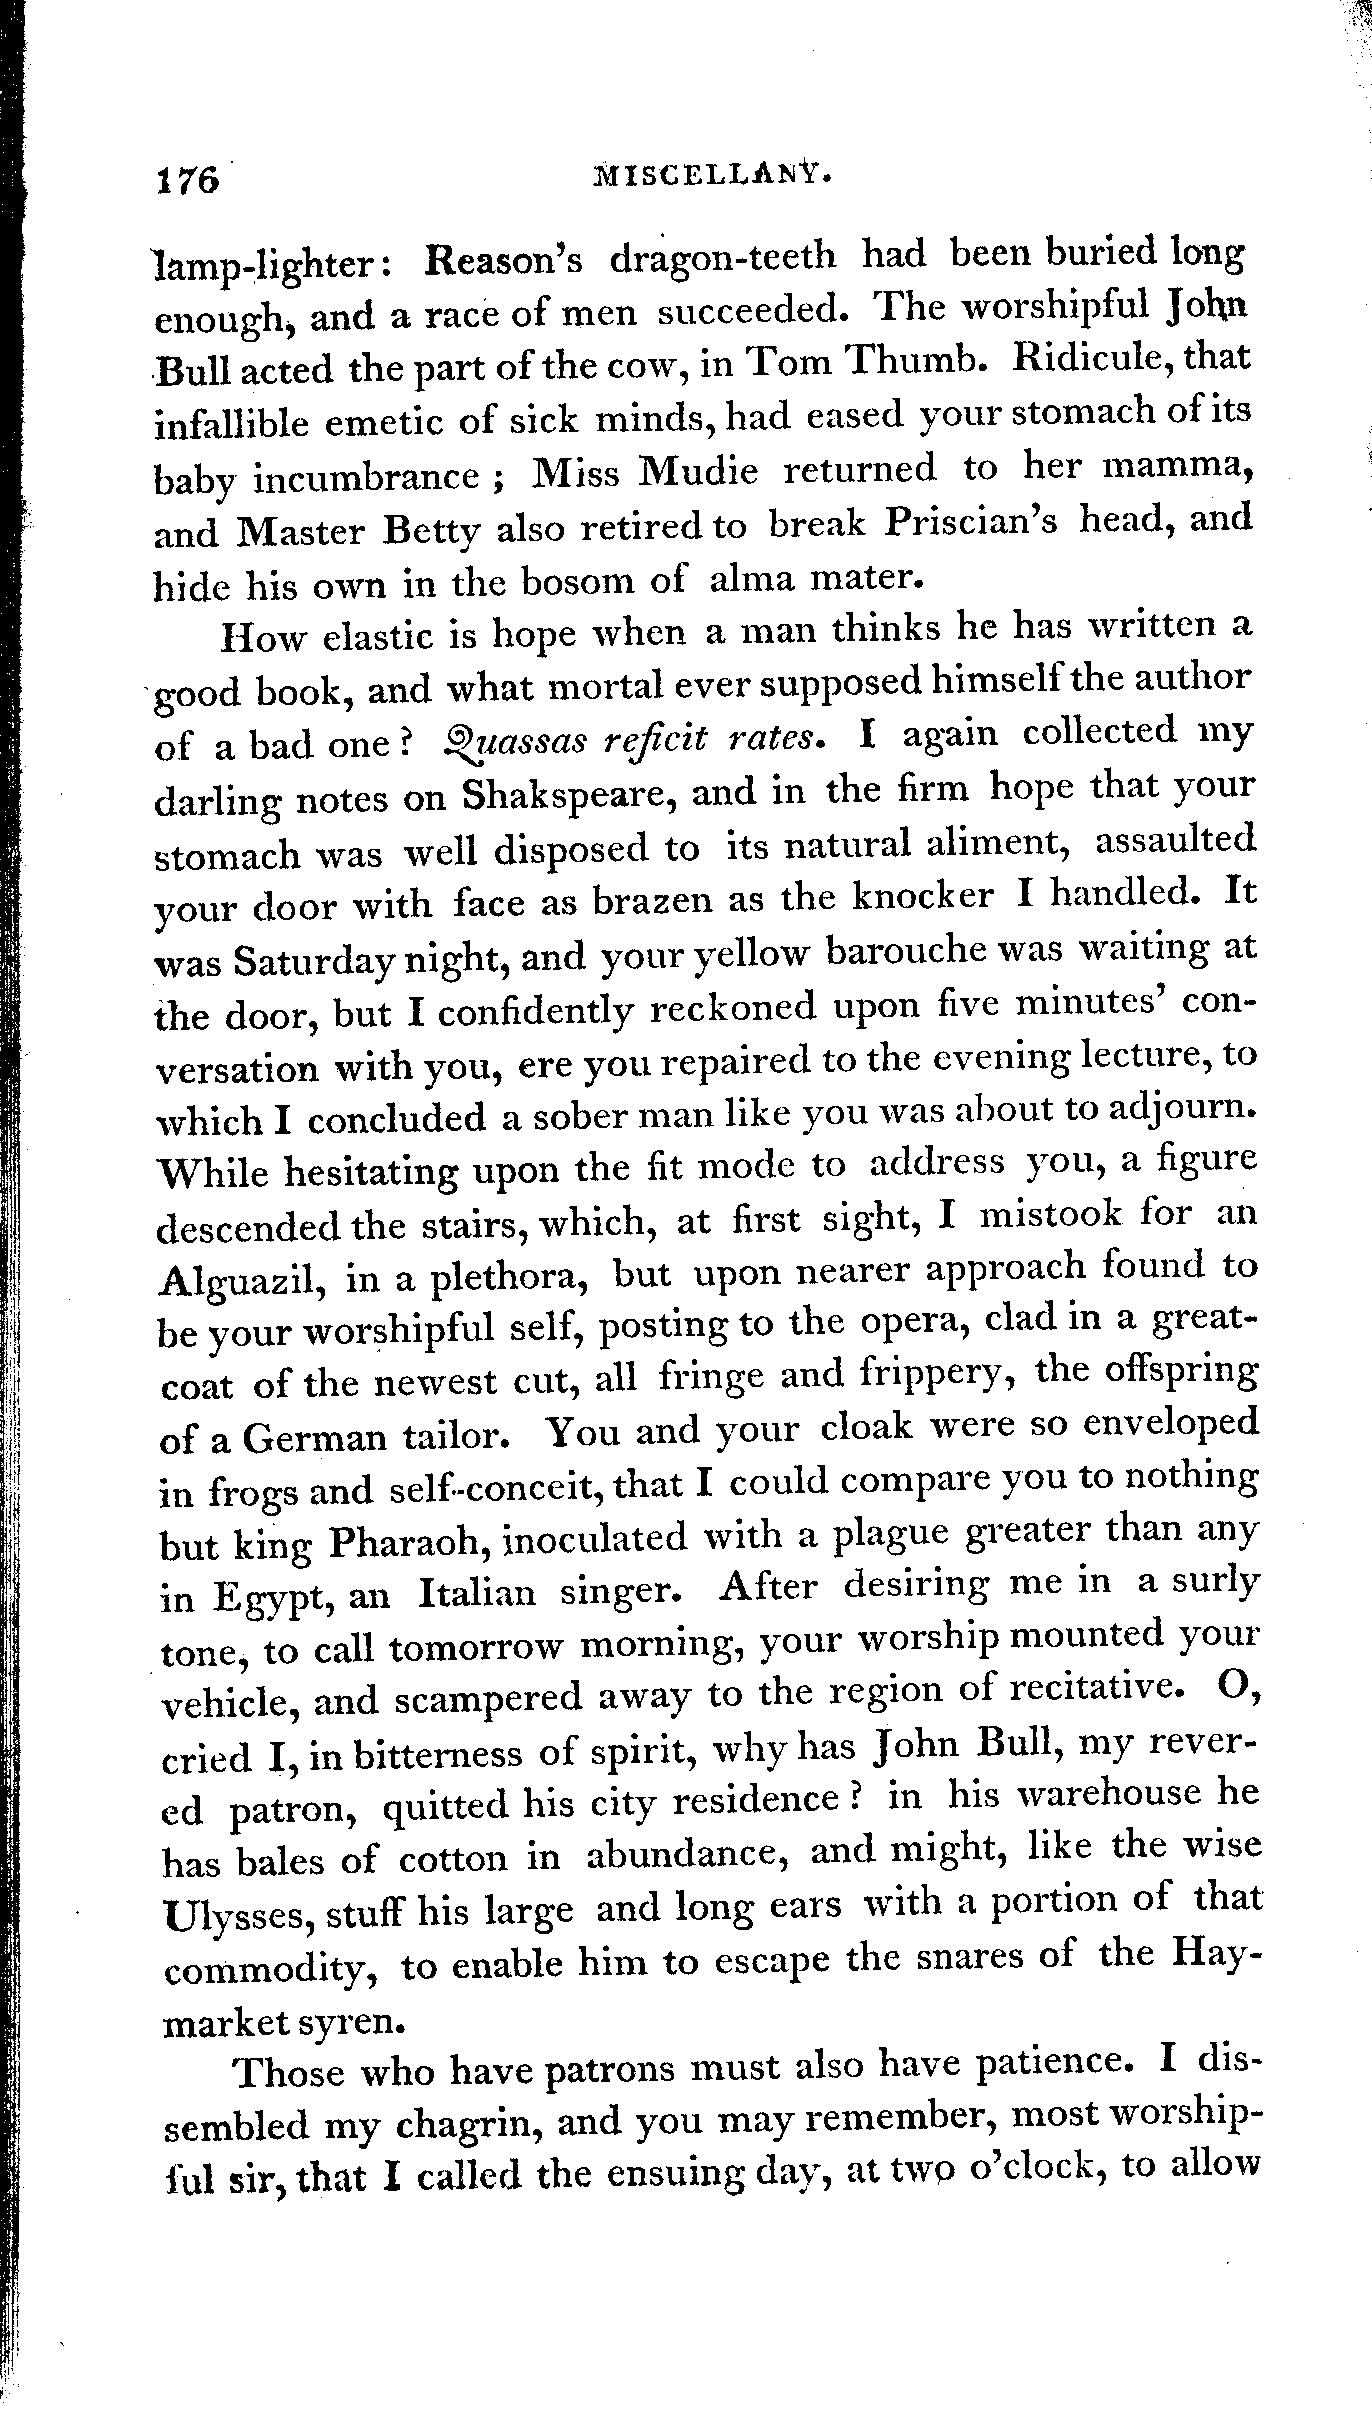 176 MISCELLANY.
lamp-lighter: Reason's dragon-teeth had been buried long
enough, and a race of men succeeded. The worshipful John
Bull acted the part of the cow, in Tom Thumb. Ridicule, that
infallible emetic of sick minds, had eased your stomach of its
baby incumbrance ; Miss Mudie returned to her mamma,
and Master Betty also retired to break Priscian's head, and
hide his own in the bosom of alma mater.
How elastic is hope when a man thinks he has written a
good book, and what mortal ever supposed himself the author
of a bad one ? Quassas reficit rates. I again collected my
darling notes on Shakspeare, and in the firm hope that your
stomach was well disposed to its natural aliment, assaulted
your door with face as brazen as the knocker I handled. It
was Saturday night, and your yellow barouche was waiting at
the door, but I confidently reckoned upon five minutes' con-
versation with you, ere you repaired to the evening lecture, to
which I concluded a sober man like you was about to adjourn.
While hesitating upon the fit mode to address you, a figure
descended the stairs, which, at first sight, I mistook for an
Alguazil, in a plethora, but upon nearer approach found to
be your worshipful self, posting to the opera, clad in a great-
coat of the newest cut, all fringe and frippery, the offspring
of a German tailor. You and your cloak were so enveloped
in frogs and self-conceit, that I could compare you to nothing
but king Pharaoh, inoculated with a plague greater than any
in Egypt, an Italian singer. After desiring me in a surly
tone, to call tomorrow morning, your worship mounted your
vehicle, and scampered away to the region of recitative. O,
cried I, in bitterness of spirit, why has John Bull, my rever-
ed patron, quitted his city residence ? in his warehouse he
has bales of cotton in abundance, and might, like the wise
Ulysses, stuff his large and long ears with a portion of that
commodity, to enable him to escape the snares of the Hay-
market syren.
Those who have patrons must also have patience. I dis-
sembled my chagrin, and you may remember, most worship-
ful sir, that I called the ensuing day, at two o'clock, to allow